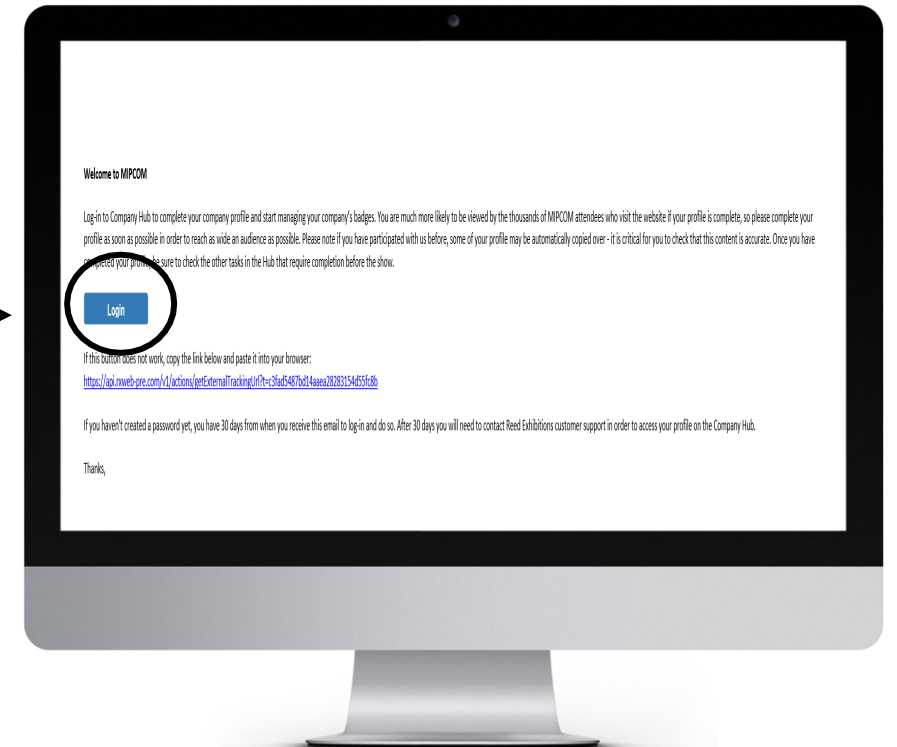 Welcome to MIPCOM
Log-in to Company Hub to complete your company profile and start managing your company's badges. You are much more likely to be viewed by the thousands of MIPCOM attendees who visit the website if your profile is complete, so please complete your
profile as soon as possible in order to reach as wide an audience as possible. Please note if you have participated with us before, some of your profile may be automatically copied over - it is critical for you to check that this content is accurate. Once you have
completed your profile, be sure to check the other tasks in the Hub that require completion before the show.
Login
If this button does not work, copy the link below and paste it into your browser:
https://api.rxweb-pre.com/v1/actions/getExternalTrackingUrl?t=c3fad5487bd14aaea28283154d55fc8b
If you haven't created a password yet, you have 30 days from when you receive this email to log-in and do so. After 30 days you will need to contact Reed Exhibitions customer support in order to access your profile on the Company Hub.
Thanks,